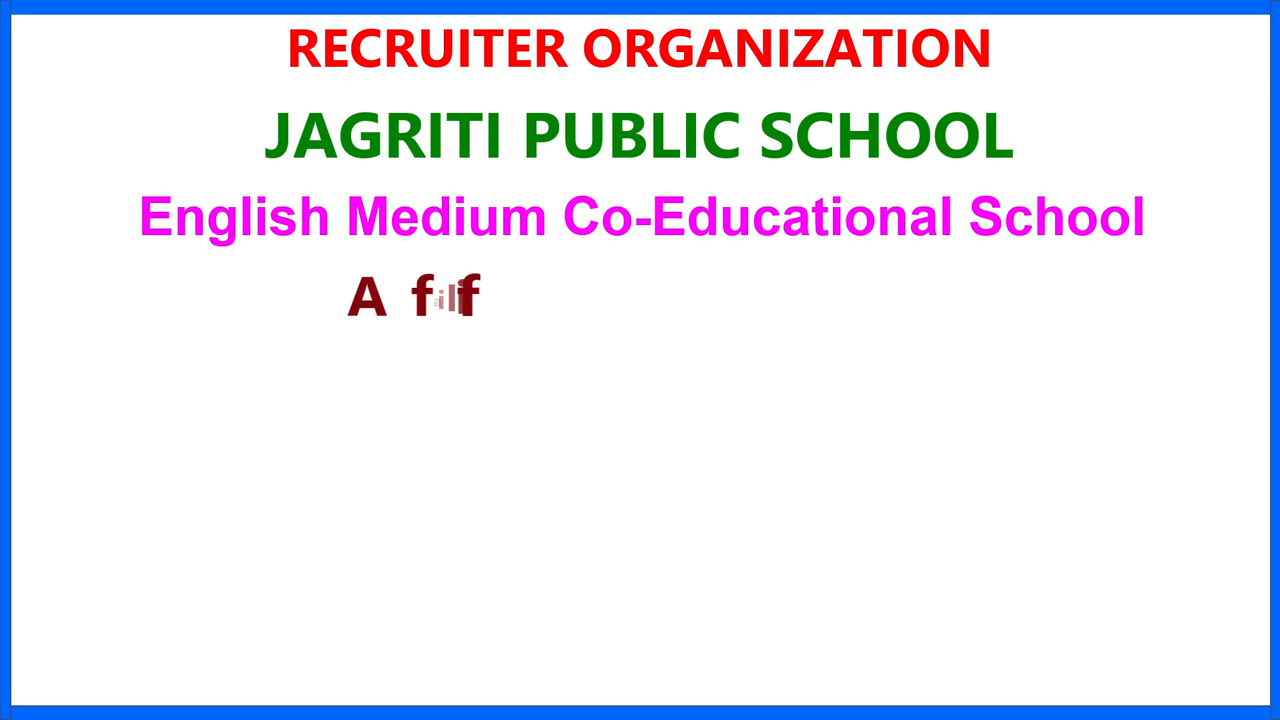 RECRUITER ORGANIZATION
JAGRITI PUBLIC SCHOOL
English Medium Co-Educational School